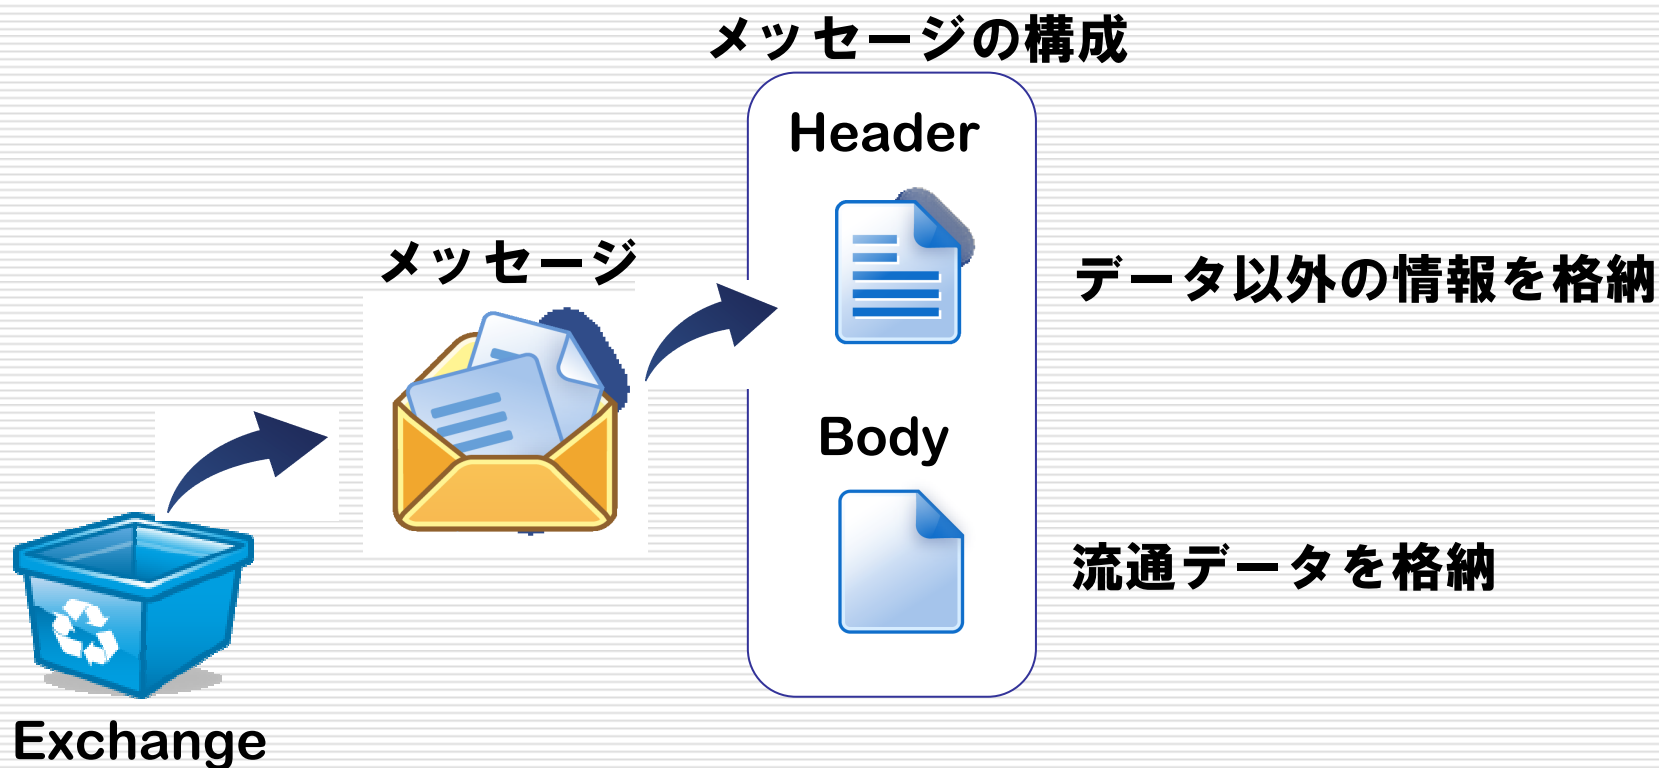 メッセージの構成
Header
メッセージ
データ以外の情報を格納
Body
流通データを格納
Exchange